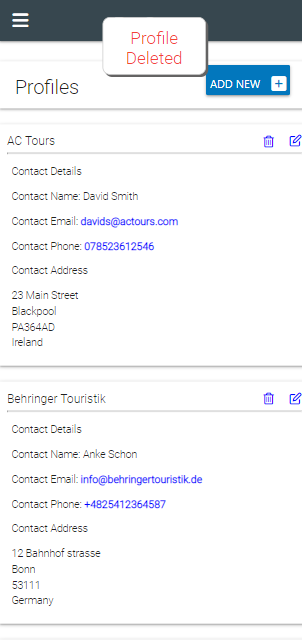 Profile
Deleted
Profiles
ADD NEW
AC Tours
Contact Details
Contact Name: David Smith
Contact Email: davids@actours.com
Contact Phone: 078523612546
Contact Address
23 Main Street
Blackpool
PA364AD
Ireland
Behringer Touristik
Contact Details
Contact Name: Anke Schon
Contact Email: info@behringertouristik.de
Contact Phone: +4825412364587
Contact Address
12 Bahnhof strasse
Bonn
53111
Germany